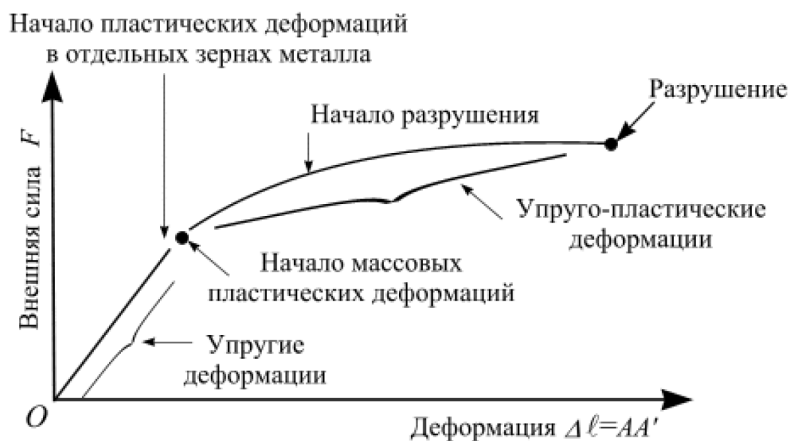 Начало пластических деформаций
в отдельных зернах металла
Разрушение
Начало разрушения
Внешняя сила F
Упруго-пластические
деформации
Начало массовых
пластических деформаций
Упругие
деформации
O
Деформация Δℓ=AA'